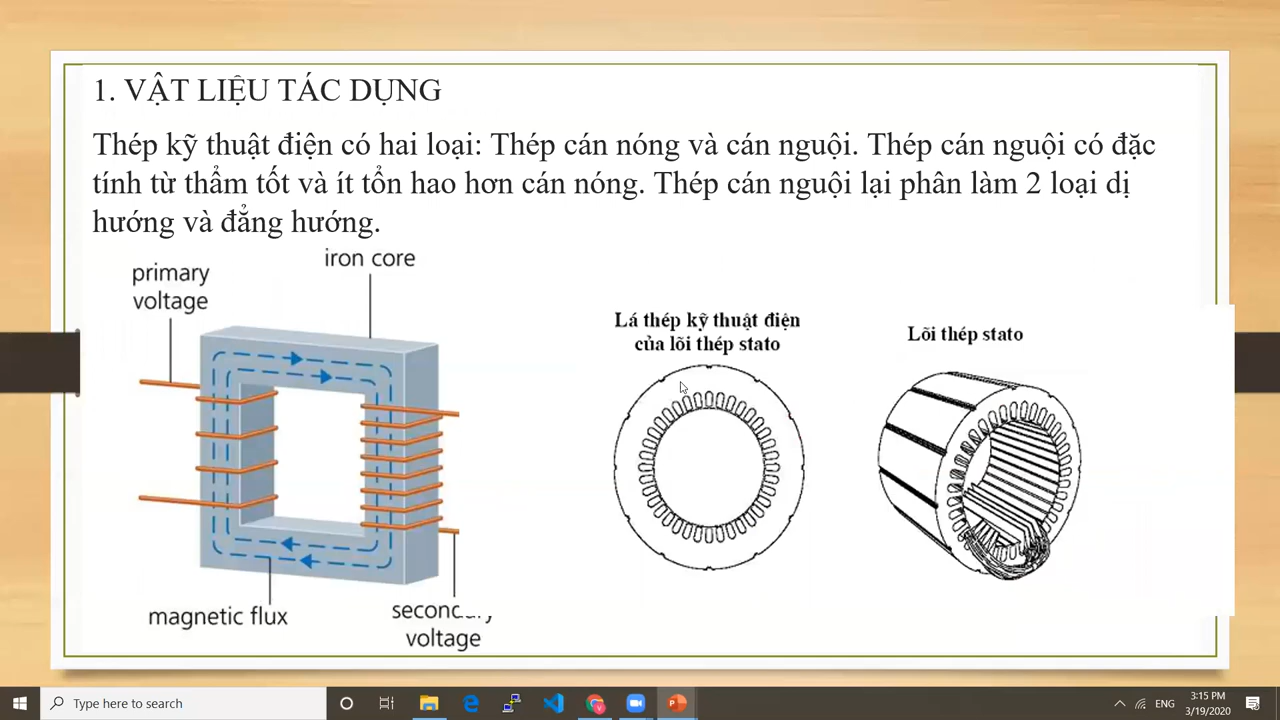 1. VẬT LIỆU TÁC DỤNG
Thép kỹ thuật điện có hai loại: Thép cán nóng và cán nguội. Thép cán nguội có đặc
tính từ thẩm tốt và ít tổn hao hơn cán nóng. Thép cán nguội lại phân làm 2 loại dị
hướng và đẳng hướng.
iron core
primary
voltage
Lá thép kỹ thuật điện
của lõi thép stato
Lõi thép stato
magnetic flux
secondary
voltage
Type here to search
ENG
3:15 PM
3/19/2020